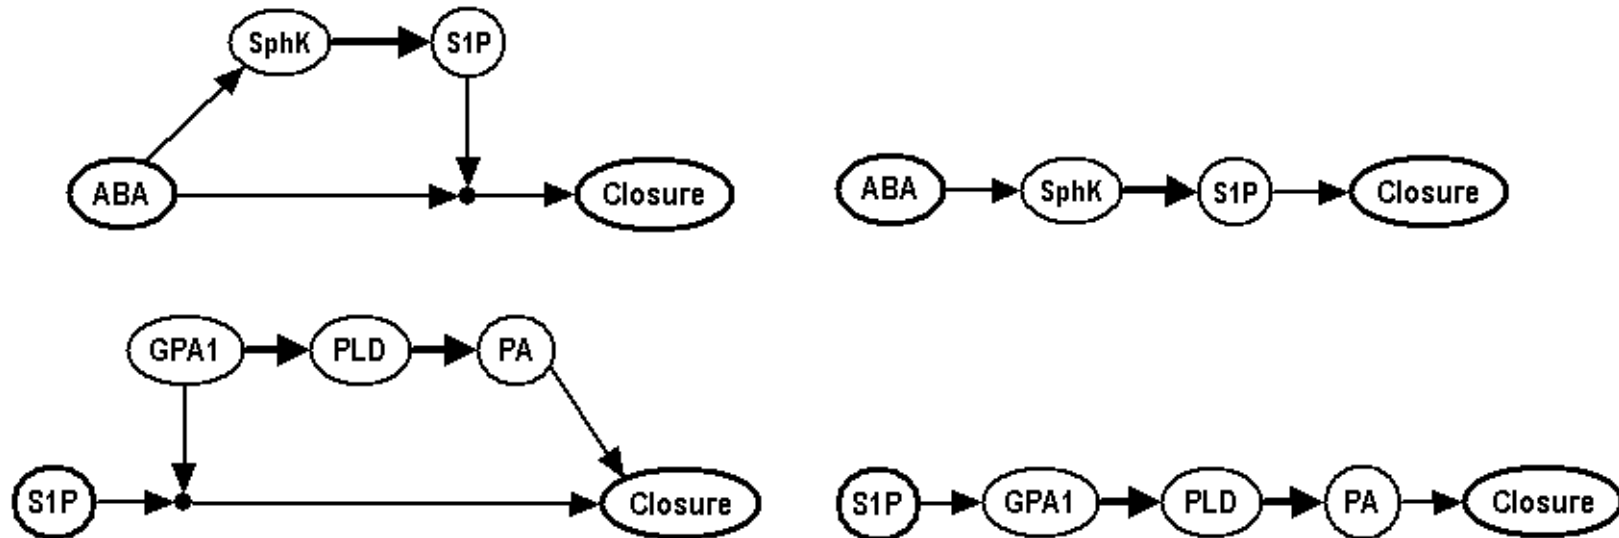 SphK S1P
ABA Closure
ABA SphK S1P Closure
GPA1 PLD PA
S1P Closure
S1P GPA1 PLD PA Closure